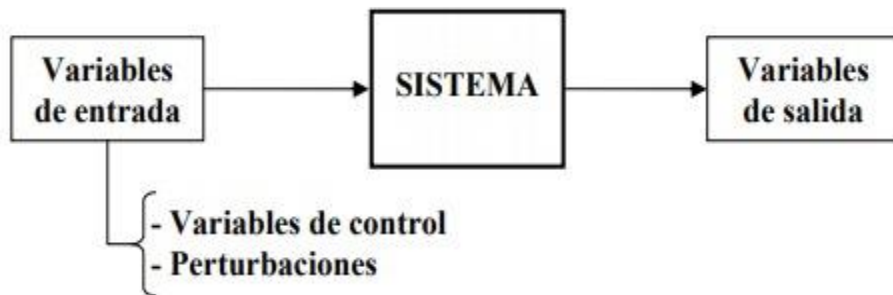 Variables
de entrada
SISTEMA
Variables
de salida
- Variables de control
- Perturbaciones